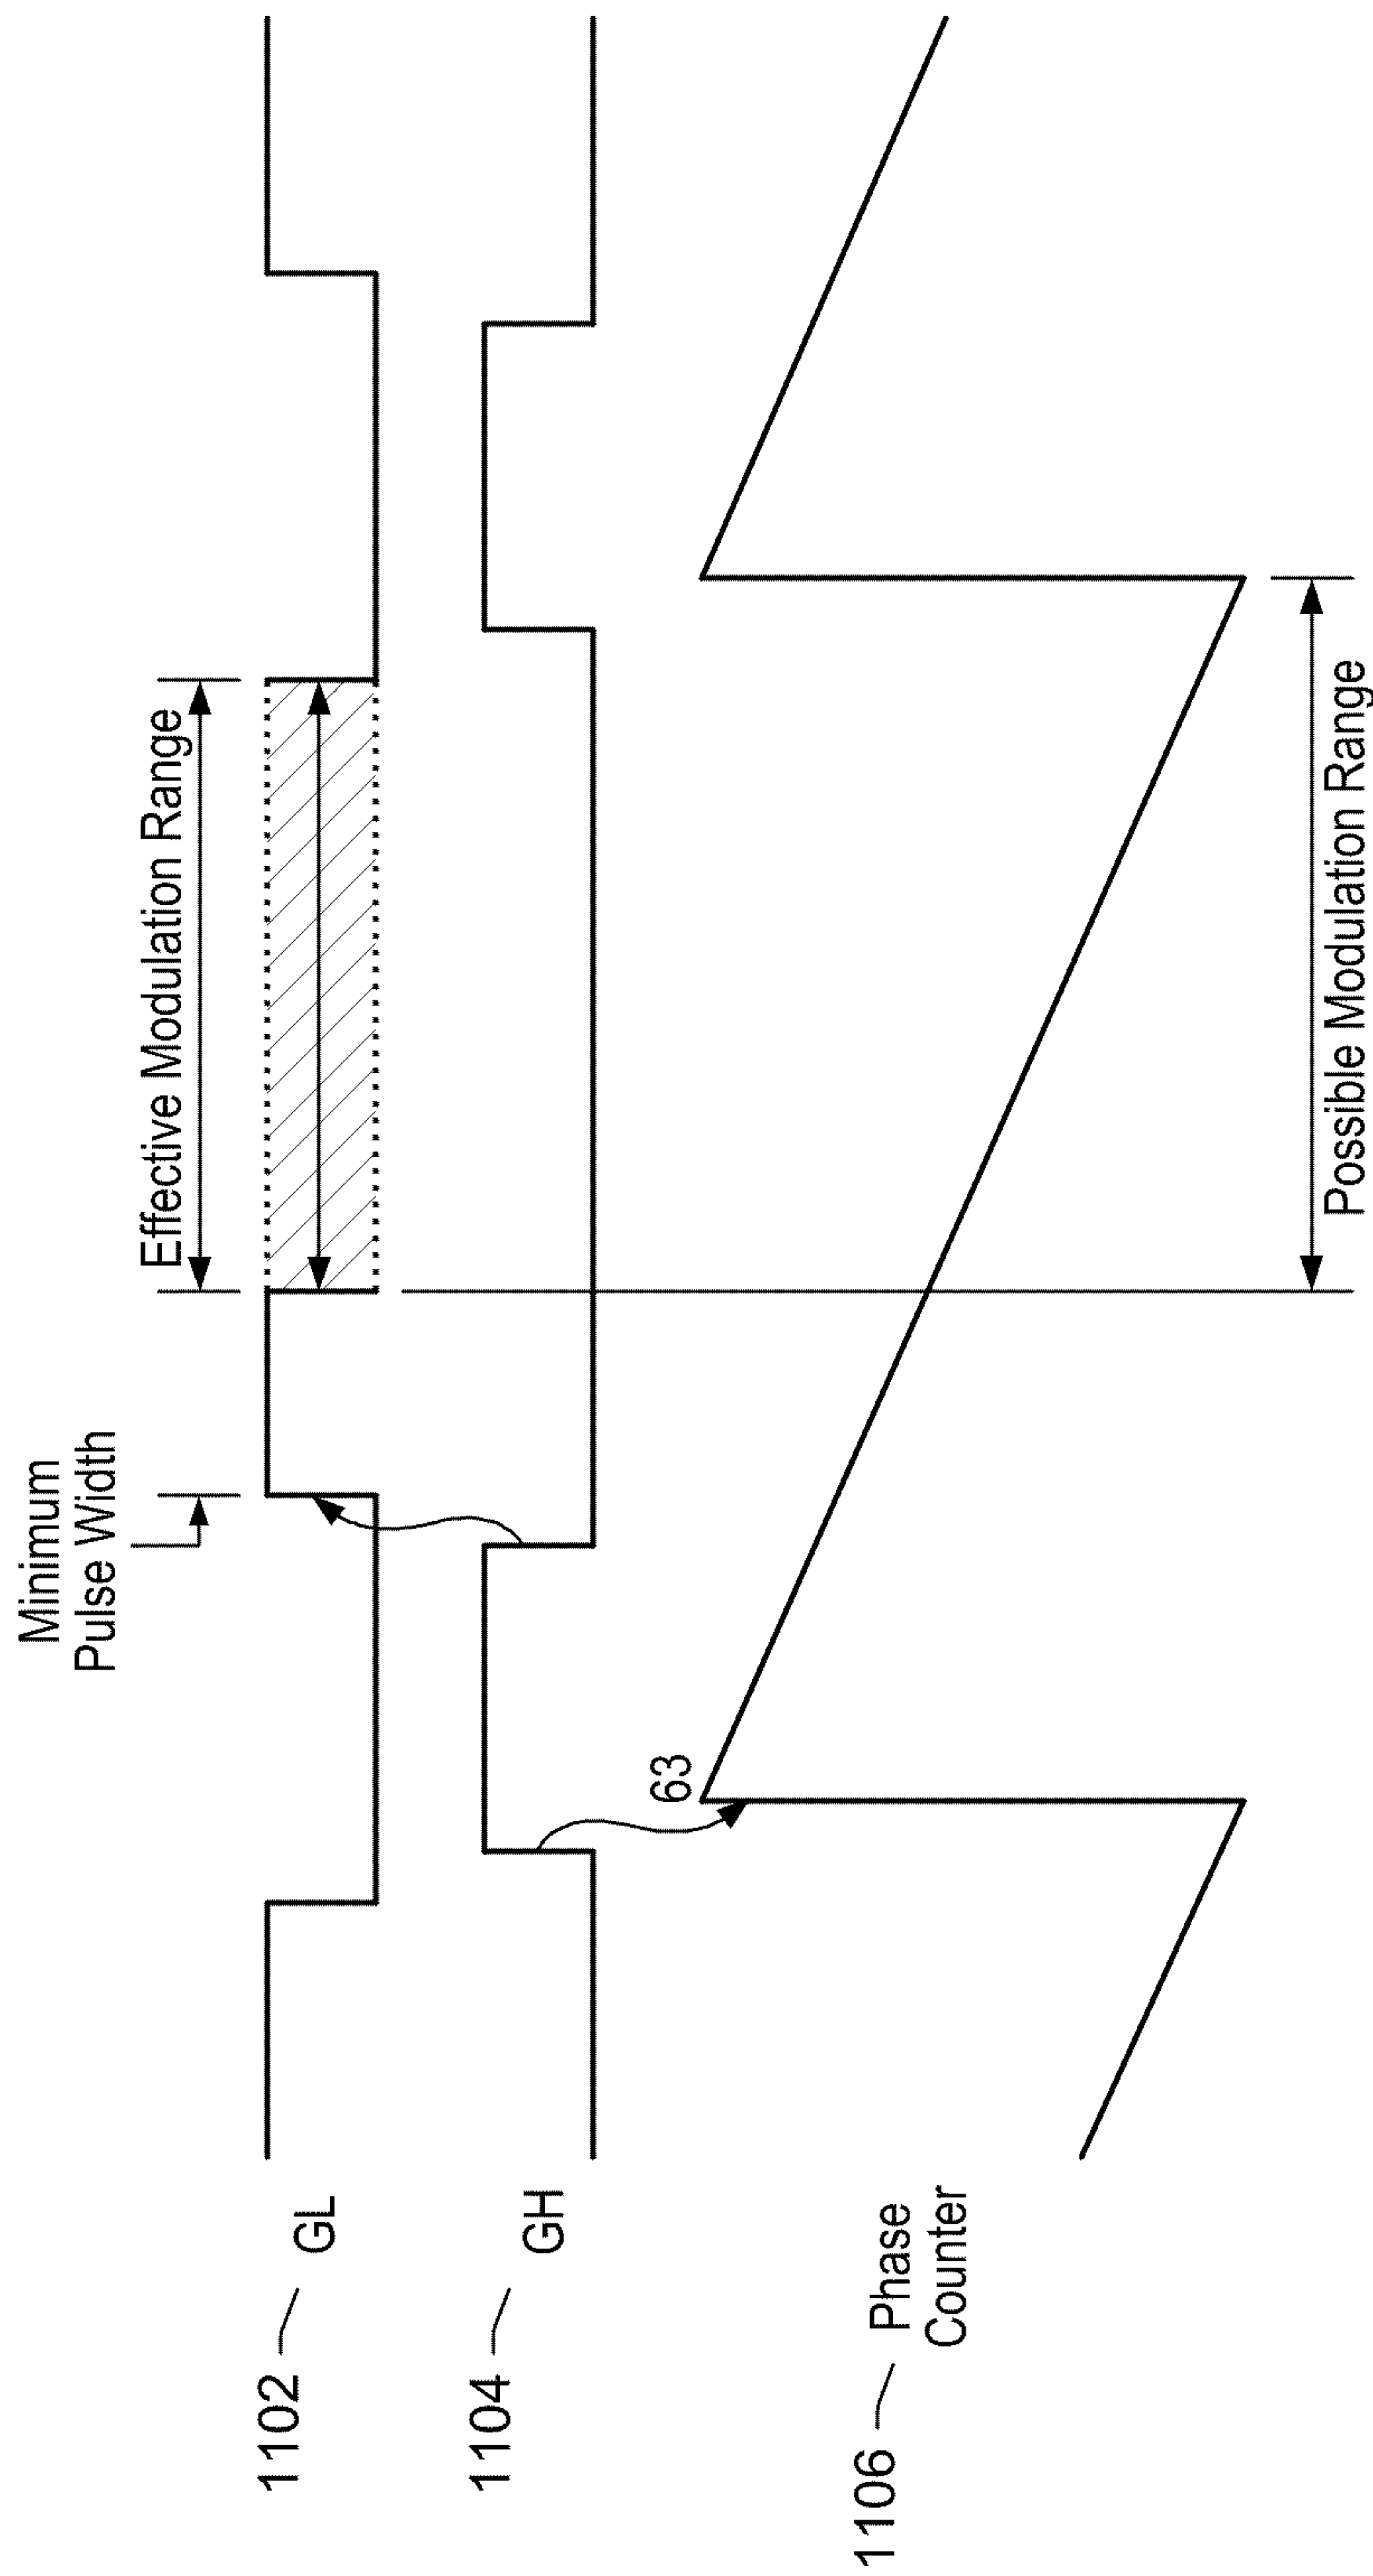 Minimum
Pulse Width
Effective Modulation Range
1102
GL
1104
GH
63
1106
Phase
Counter
Possible Modulation Range